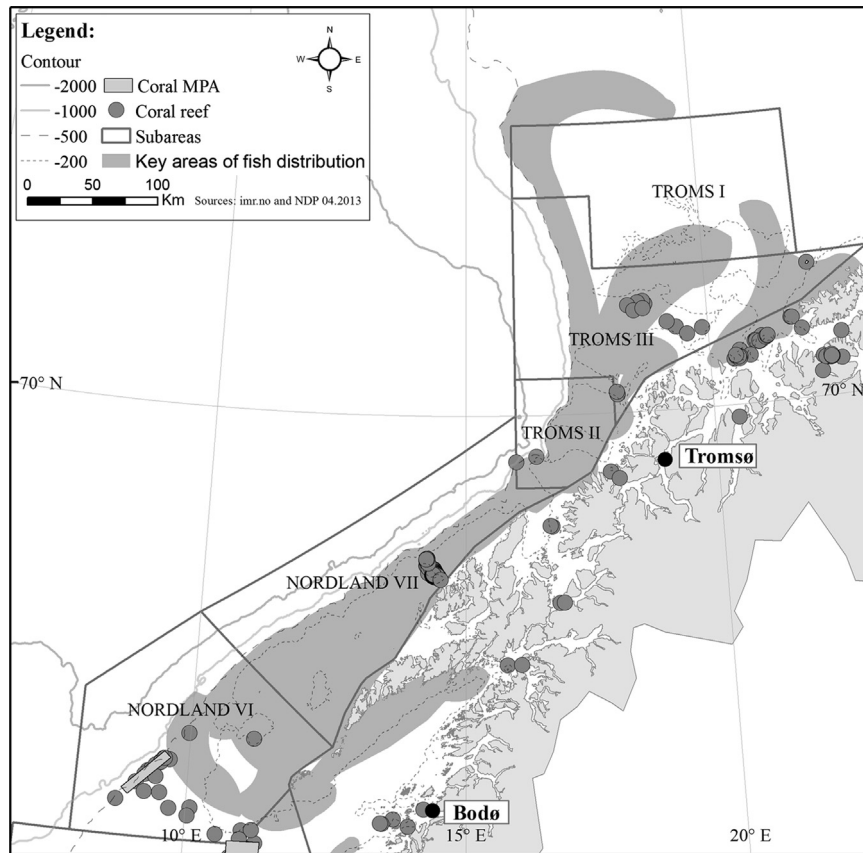 Legend:
N
W E
S
Contour
-2000 Coral MPA
-1000 Coral reef
-500 Subareas
-200 Key areas of fish distribution
0 50 100
Km Sources: imr.no and NDP 04.2013
TROMS I
TROMS III
70° N
70° N
TROMS II
Tromsø
NORDLAND VII
NORDLAND VI
Bodø
10° E
15° E
20° E